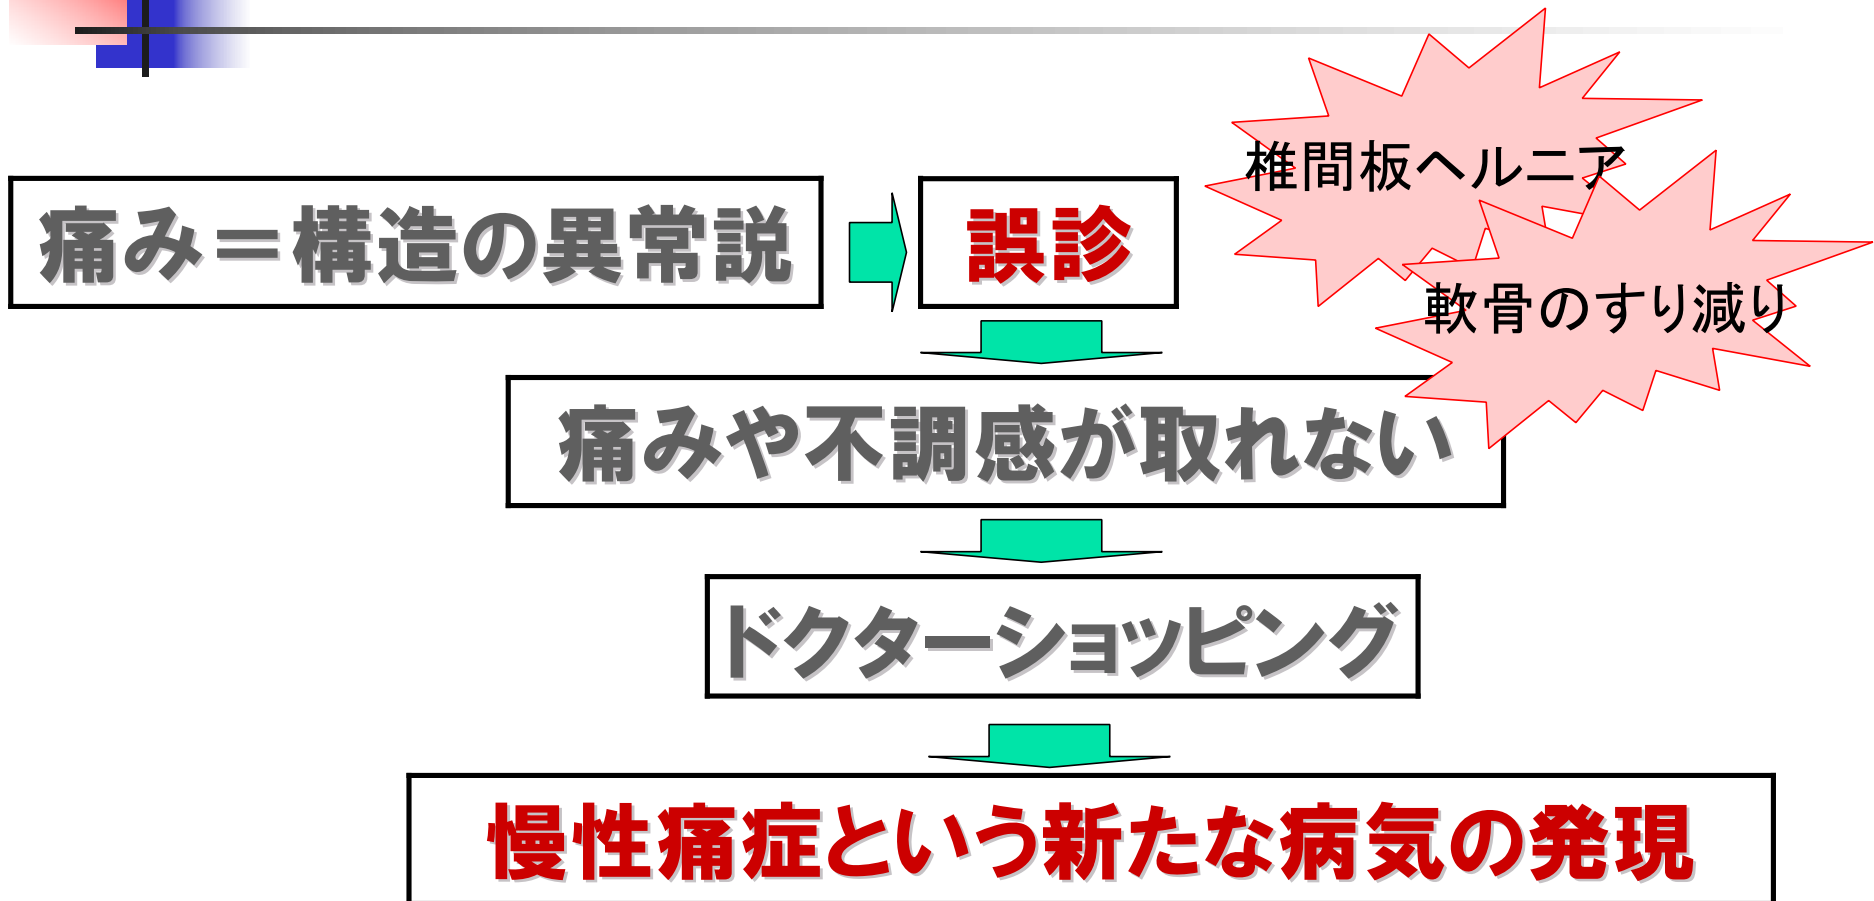 椎間板ヘルニア
痛み＝構造の異常説
誤診
軟骨のすり減り
痛みや不調感が取れない
ドクターショッピング
慢性痛症という新たな病気の発現